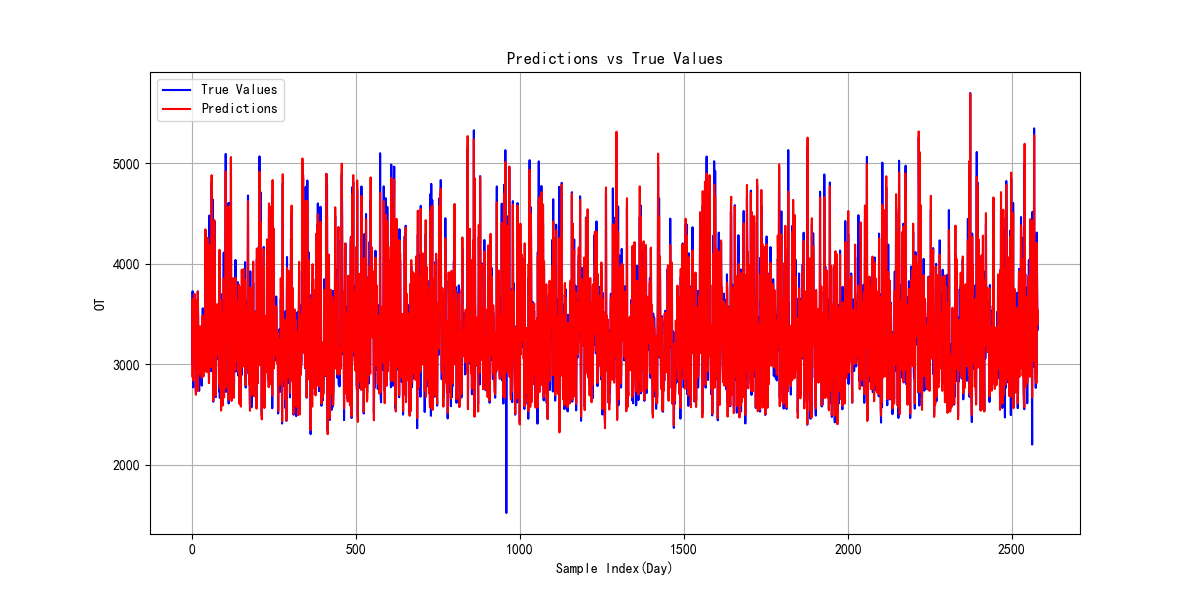 Predictions vs True Values
True Values
Predictions
5000
4000
3000
2000
OT
0
500
1000
1500
2000
2500
Sample Index(Day)